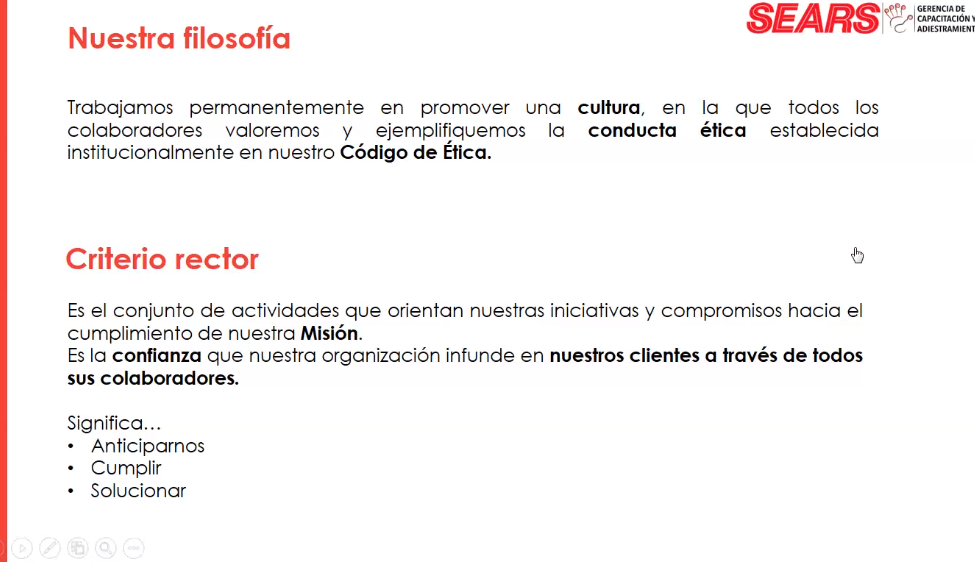 SEARS
GERENCIA DE
CAPACITACIÓN Y
ADIESTRAMIENT
Nuestra filosofía
Trabajamos permanentemente en promover una cultura, en la que todos los
colaboradores valoremos y ejemplifiquemos la conducta ética establecida
institucionalmente en nuestro Código de Ética.
Criterio rector
Es el conjunto de actividades que orientan nuestras iniciativas y compromisos hacia el
cumplimiento de nuestra Misión.
Es la confianza que nuestra organización infunde en nuestros clientes a través de todos
sus colaboradores.
Significa…
• Anticiparnos
• Cumplir
• Solucionar